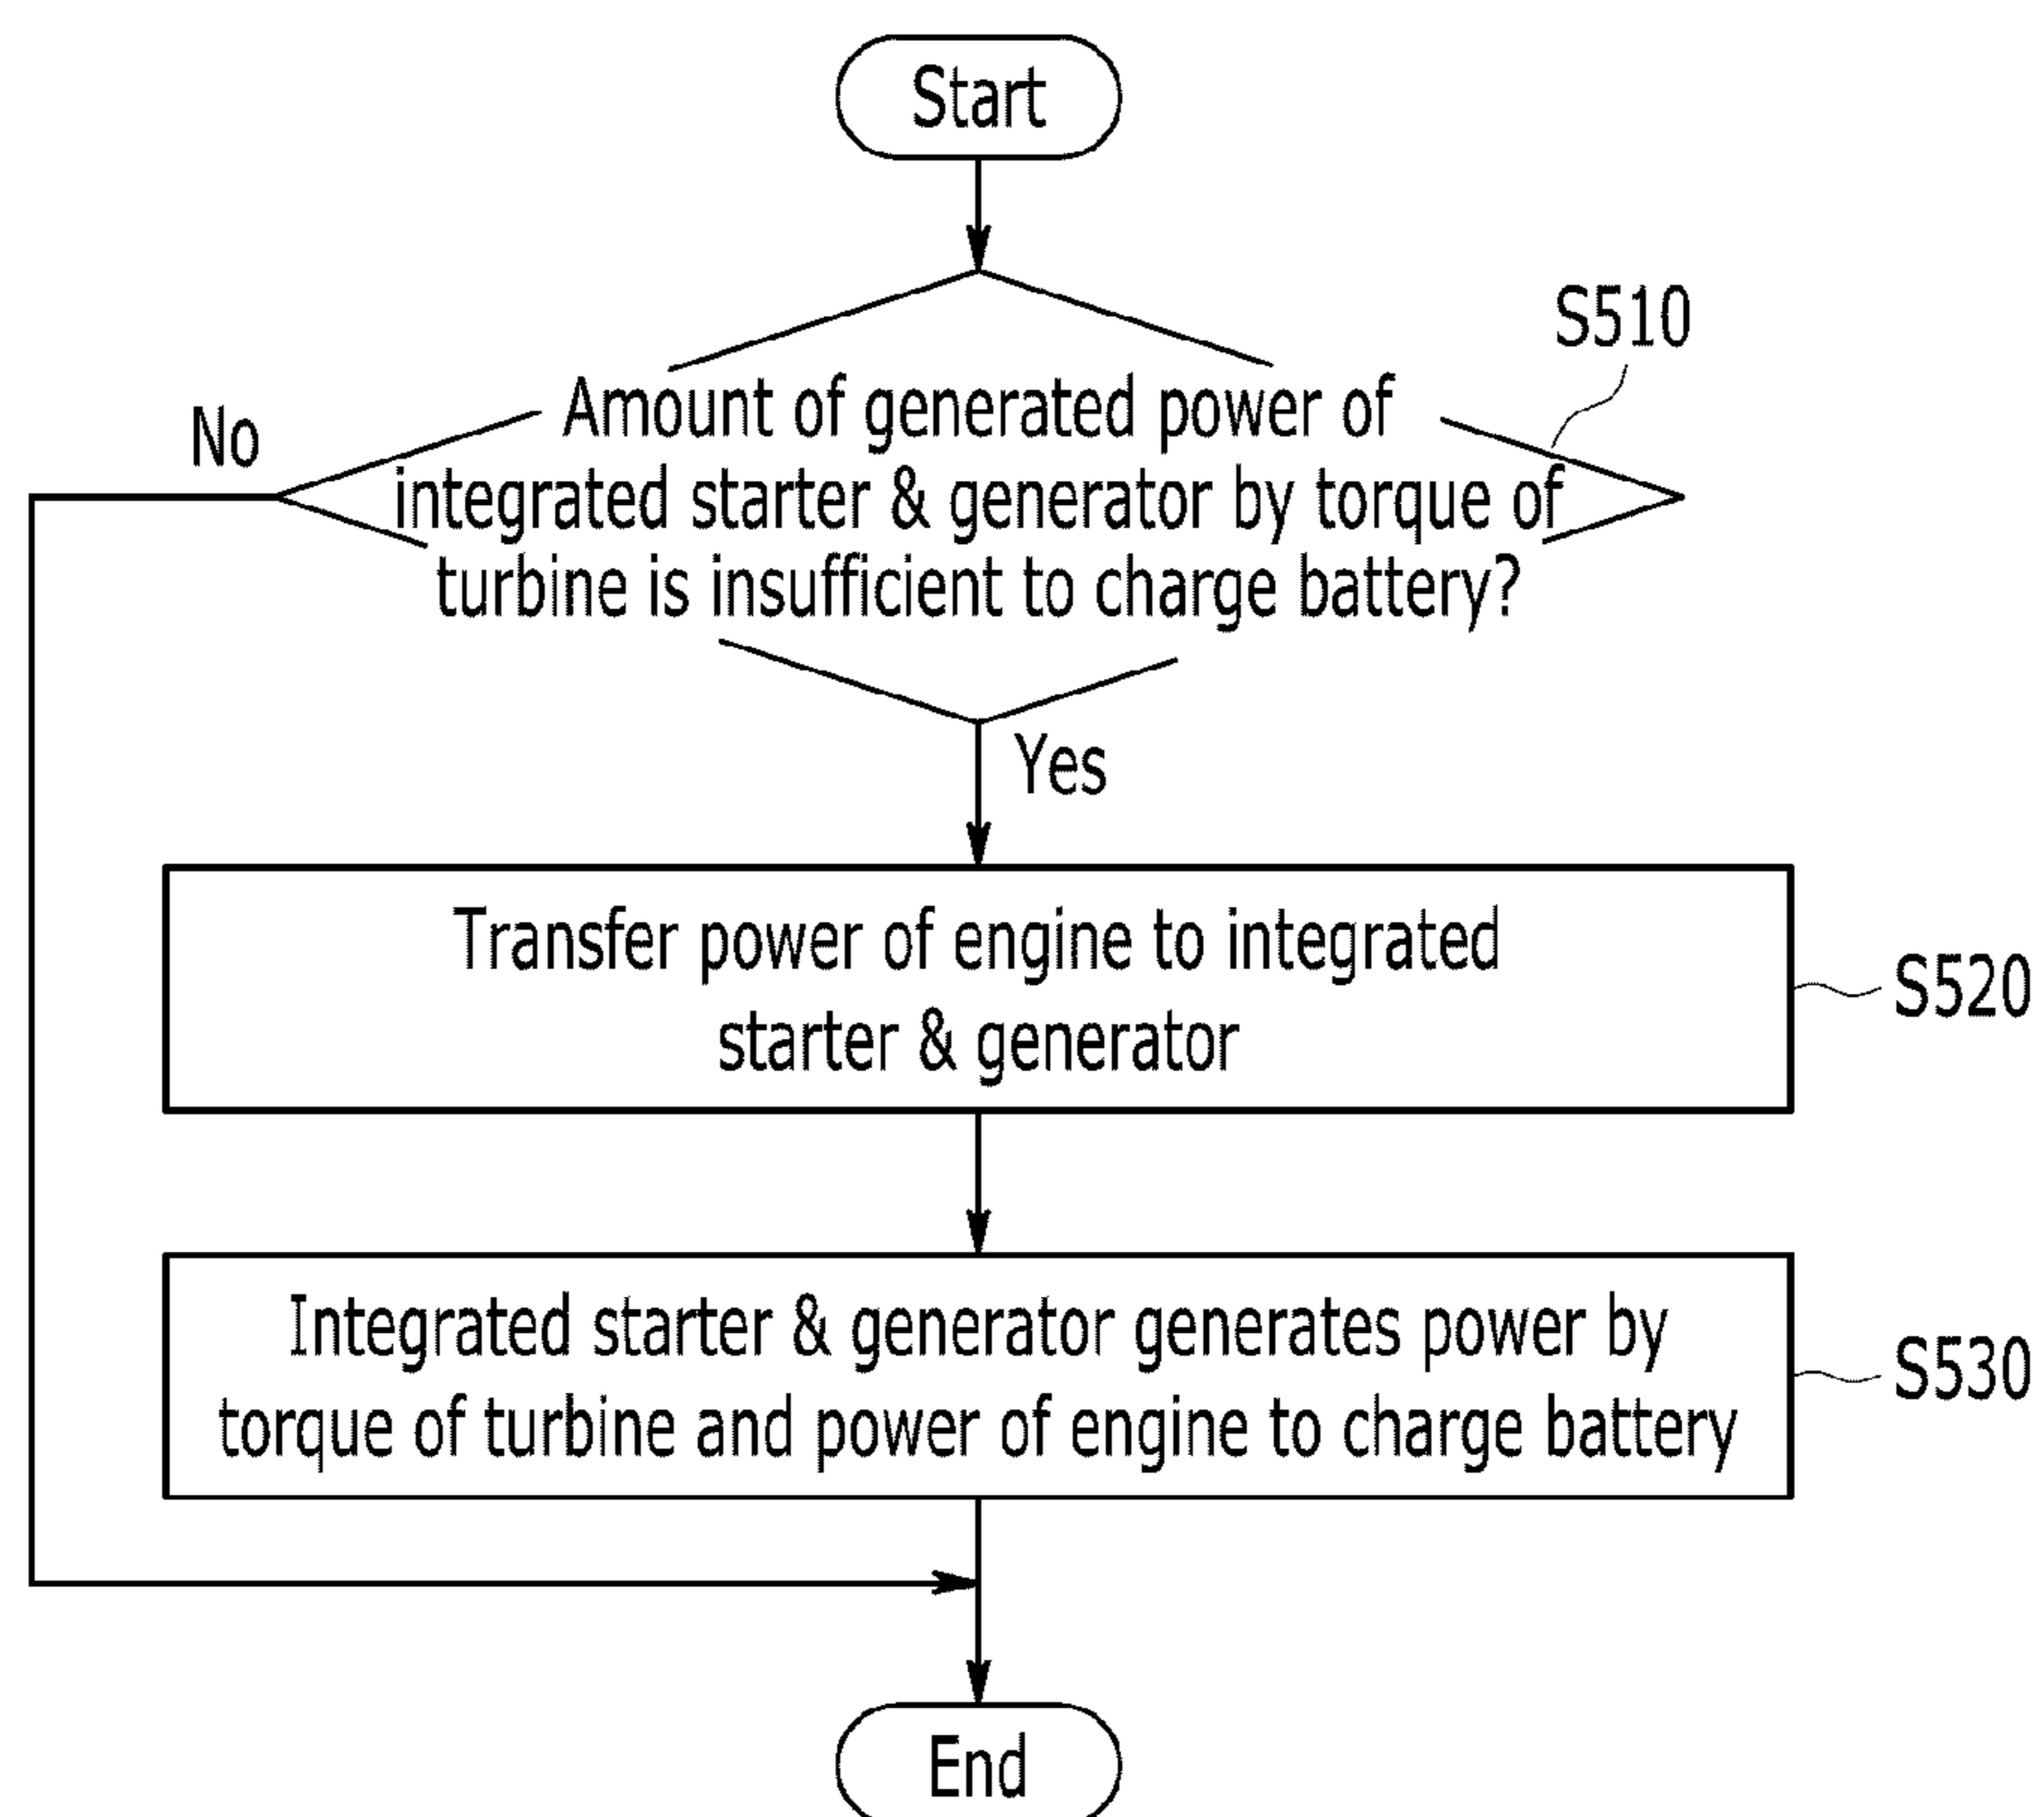 Start
S510
No
Amount of generated power of
integrated starter & generator by torque of
turbine is insufficient to charge battery?
Yes
Transfer power of engine to integrated
starter & generator
S520
Integrated starter & generator generates power by
torque of turbine and power of engine to charge battery
S530
End